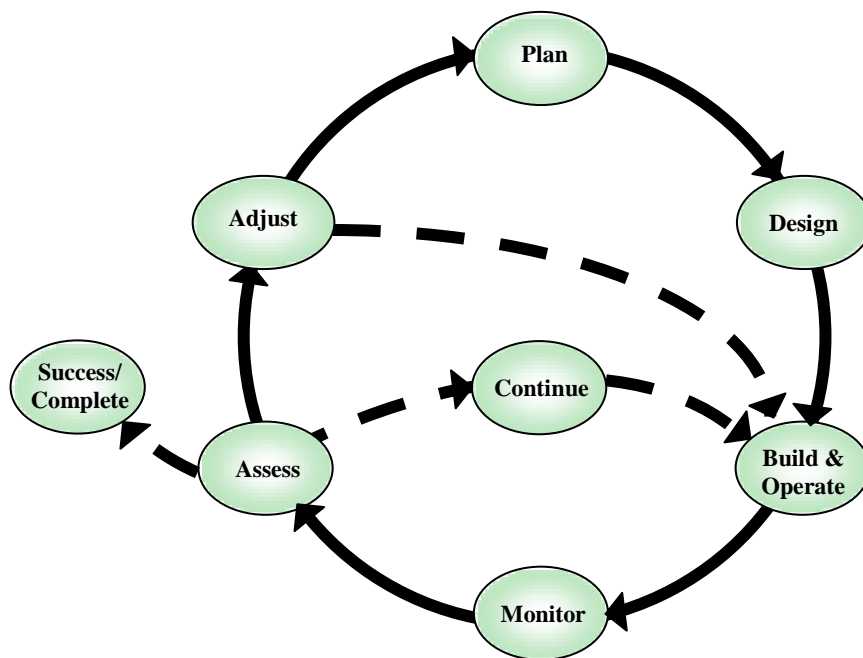 Plan
Adjust
Design
Success/
Complete
Continue
Assess
Build &
Operate
Monitor